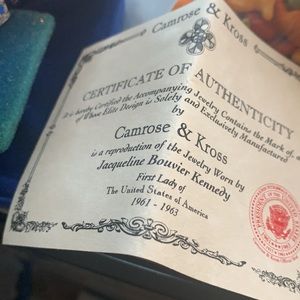 Camrose & Kross
CERTIFICATE OF AUTHENTICITY
It is hereby Certified the Accompanying Jewelry Contains the Mark of
Whose Elite Design is Solely and Exclusively Manufactured
by
Camrose & Kross
is a reproduction of the Jewelry Worn by
Jacqueline Bouvier Kennedy
First Lady of
The United States of America
1961 - 1963